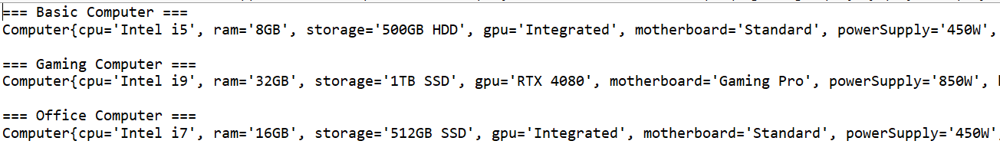 === Basic Computer ===
Computer{cpu='Intel i5', ram='8GB', storage='500GB HDD', gpu='Integrated', motherboard='Standard', powerSupply='450W',
=== Gaming Computer ===
Computer{cpu='Intel i9', ram='32GB', storage='1TB SSD', gpu='RTX 4080', motherboard='Gaming Pro', powerSupply='850W',
=== Office Computer ===
Computer{cpu='Intel i7', ram='16GB', storage='512GB SSD', gpu='Integrated', motherboard='Standard', powerSupply='450W'